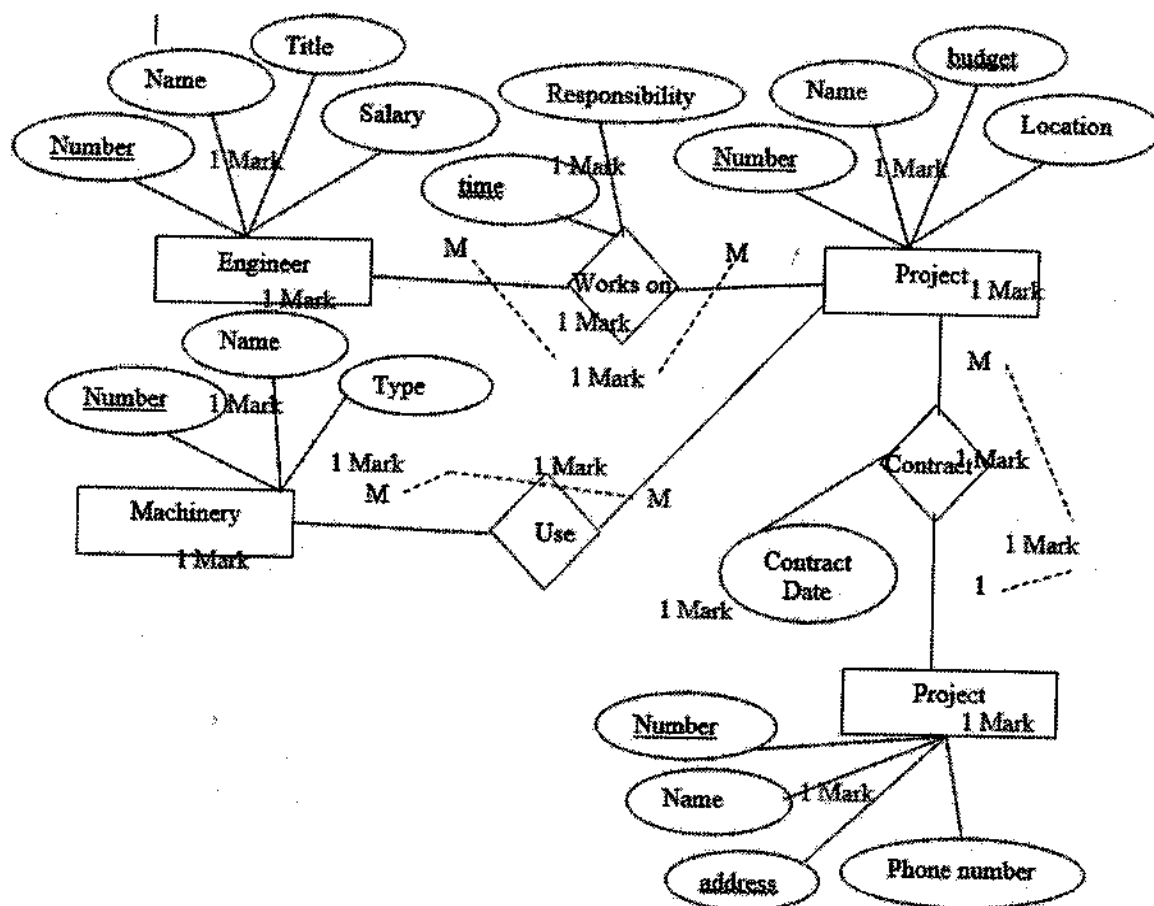 Title
budget
Name
Responsibility
Name
Salary
Location
Number
1 Mark
1 Mark
1 Mark
Number
time
M
M
Engineer
Works on
Project
1 Mark
1 Mark
1 Mark
Name
1 Mark
M
Type
Number
1 Mark
1 Mark
1 Mark
Contract
1 Mark
M
M
Machinery
Use
1 Mark
1 Mark
Contract
Date
1
1 Mark
Project
Number
1 Mark
Name
1 Mark
address
Phone number